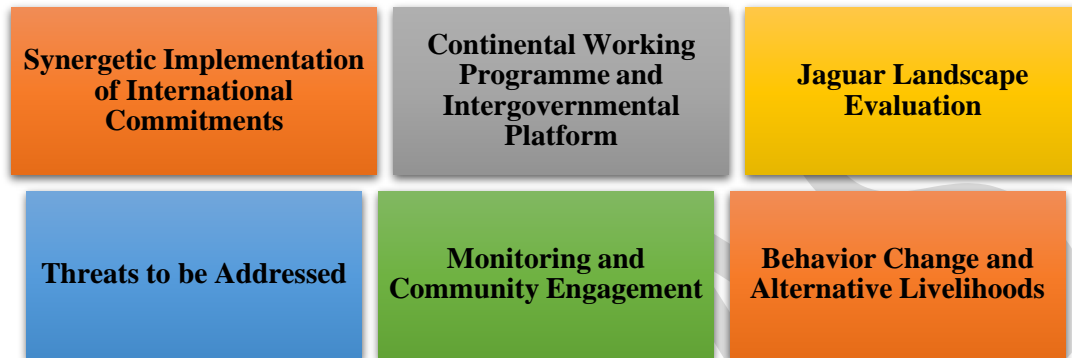 Synergetic Implementation
of International
Commitments
Continental Working
Programme and
Intergovernmental
Platform
Jaguar Landscape
Evaluation
Threats to be Addressed
Monitoring and
Community Engagement
Behavior Change and
Alternative Livelihoods